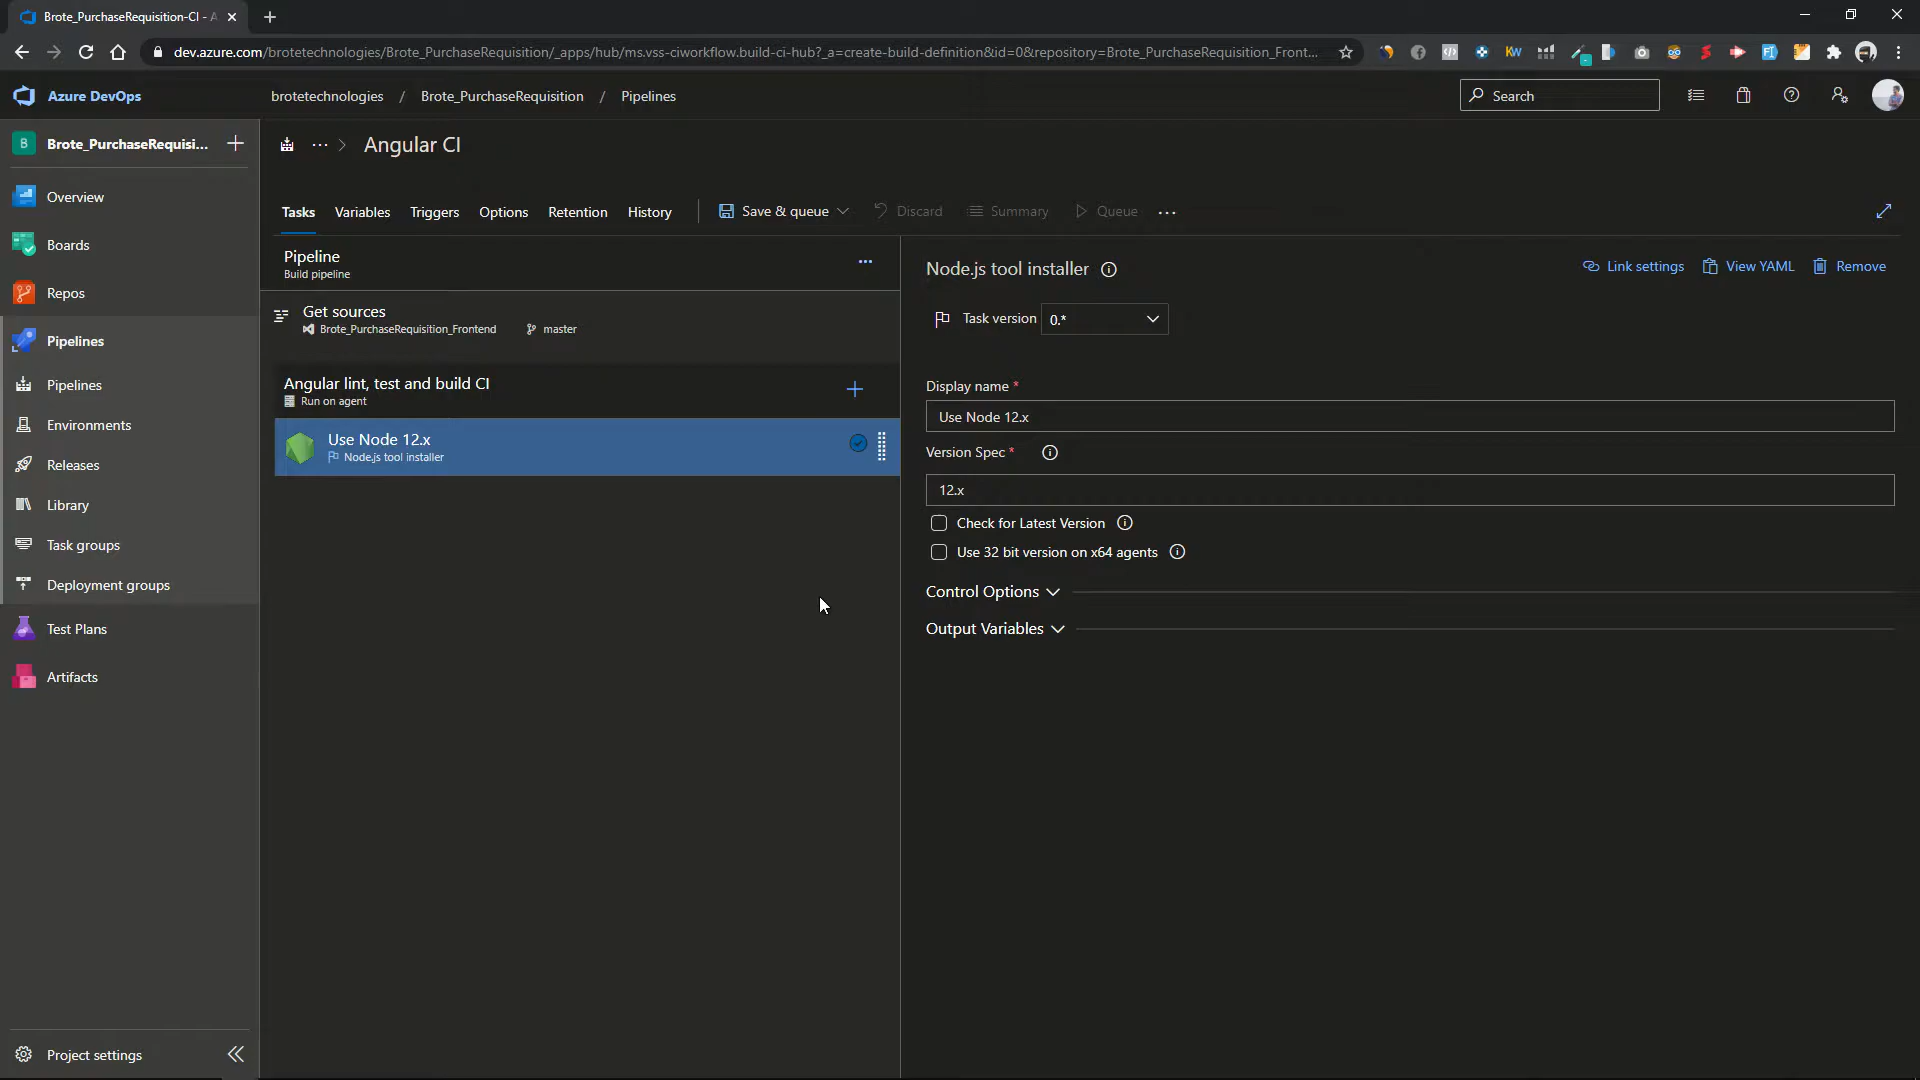 Brote_PurchaseRequisition-CI - A
dev.azure.com/brotetechnologies/Brote_PurchaseRequisition/_apps/hub/ms.vss-ciworkflow.build-ci-hub?_a=create-build-definition&id=0&repository=Brote_PurchaseRequisition_Front...
Azure DevOps
brotetechnologies / Brote_PurchaseRequisition / Pipelines
Search
B Brote_PurchaseRequisi...
Angular CI
Overview
Boards
Repos
Pipelines
Pipelines
Environments
Releases
Library
Task groups
Deployment groups
Test Plans
Artifacts
Project settings
Tasks Variables Triggers Options Retention History
Save & queue Discard Summary Queue ...
Pipeline
Build pipeline
Get sources
Brote_PurchaseRequisition_Frontend master
Angular lint, test and build CI
Run on agent
Use Node 12.x
Node.js tool installer
Node.js tool installer
Link settings View YAML Remove
Task version 0.*
Display name *
Use Node 12.x
Version Spec *
12.x
Check for Latest Version
Use 32 bit version on x64 agents
Control Options
Output Variables